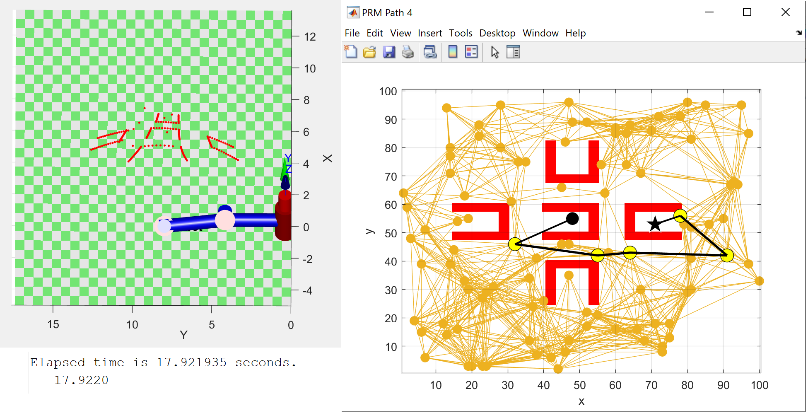 PRM Path 4
File Edit View Insert Tools Desktop Window Help
12
10
8
6
4
2
0
-2
-4
X
Y
Z
15 10 5 0
Y
Elapsed time is 17.921935 seconds.
17.9220
100
90
80
70
60
50
40
30
20
10
y
10 20 30 40 50 60 70 80 90 100
x